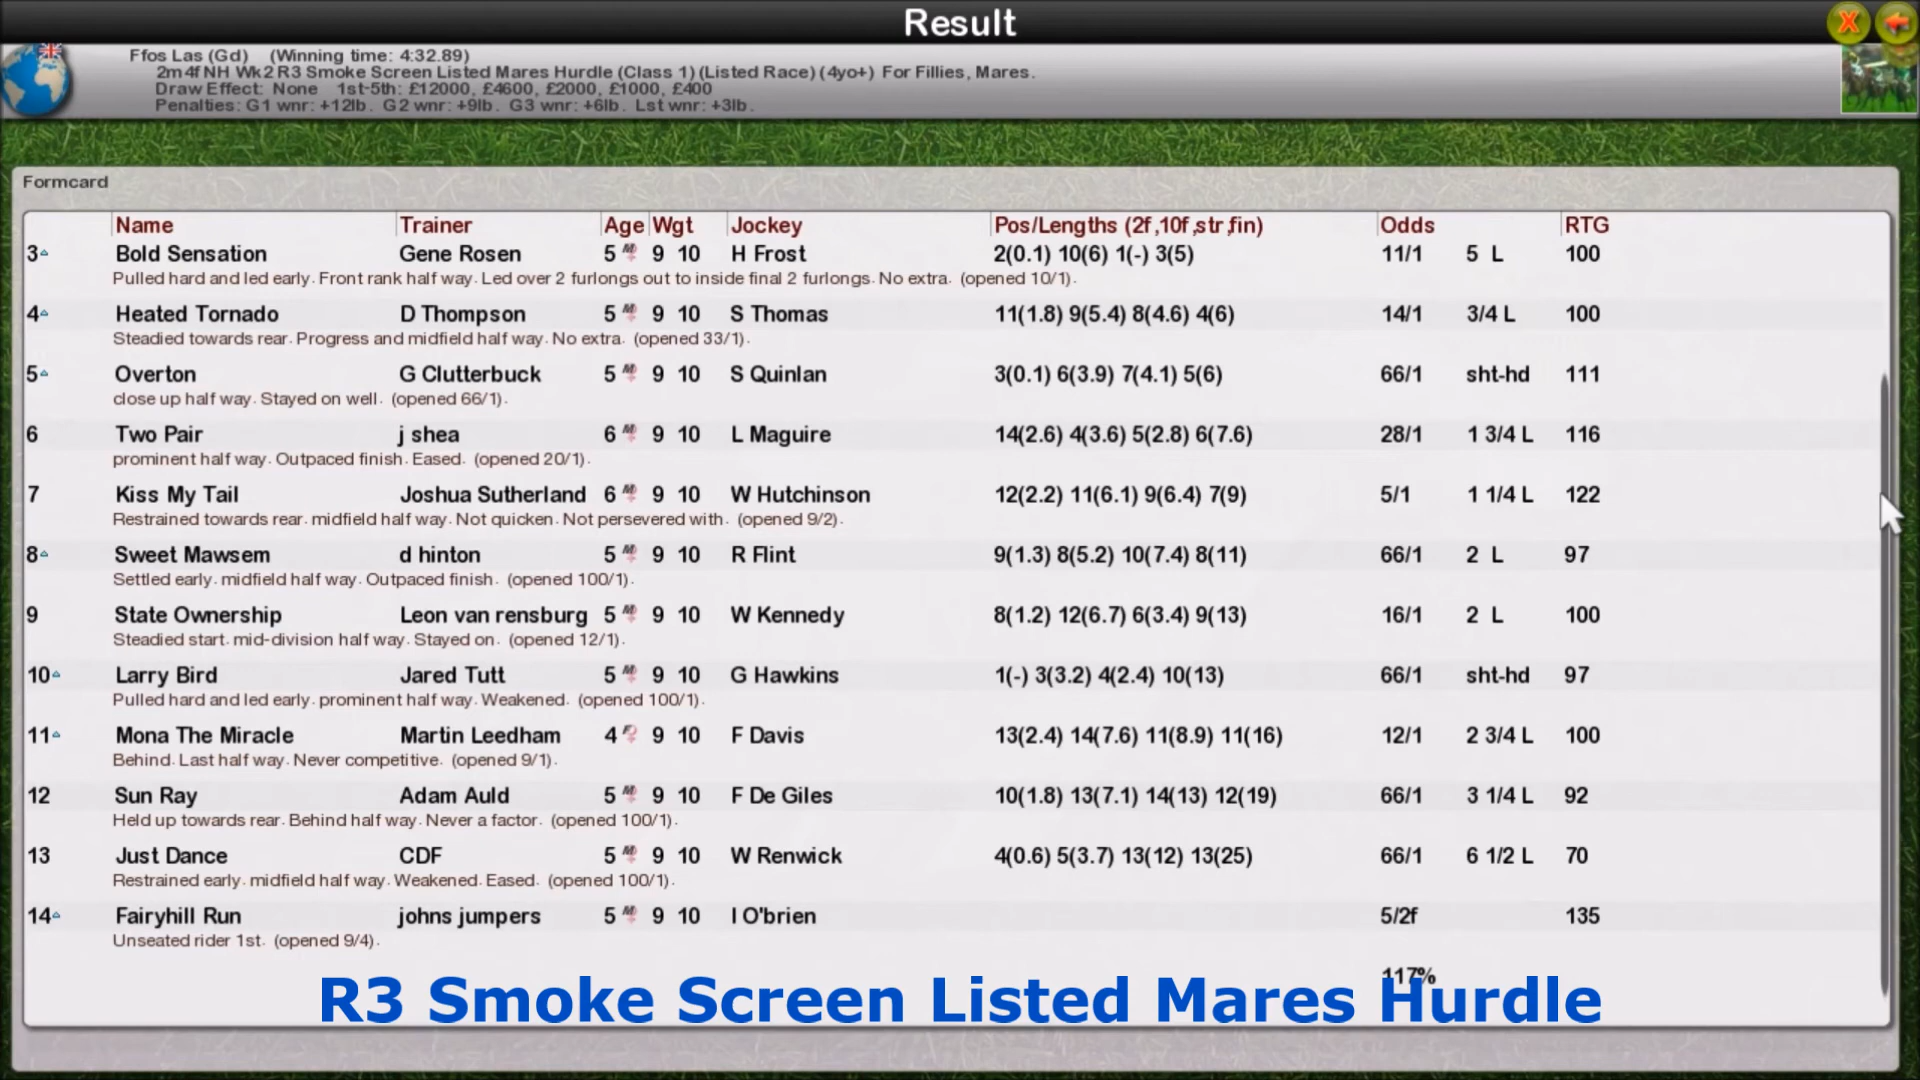 Result
Ffos Las (Gd) (Winning time: 4:32.89)
2m4f NH Wk2 R3 Smoke Screen Listed Mares Hurdle (Class 1) (Listed Race) (4yo+) For Fillies, Mares.
Draw Effect: None 1st-5th: £12000, £4600, £2000, £1000, £400
Penalties: G1 wnr: +12lb. G2 wnr: +9lb. G3 wnr: +6lb. Lst wnr: +3lb.
Formcard
Name Trainer Age Wgt Jockey Pos/Lengths (2f,10f,str,fin) Odds RTG
3 Bold Sensation Gene Rosen 5 M 9 10 H Frost 2(0.1) 10(6) 1(-) 3(5) 11/1 5 L 100
Pulled hard and led early. Front rank half way. Led over 2 furlongs out to inside final 2 furlongs. No extra. (opened 10/1).
4 Heated Tornado D Thompson 5 M 9 10 S Thomas 11(1.8) 9(5.4) 8(4.6) 4(6) 14/1 3/4 L 100
Steadied towards rear. Progress and midfield half way. No extra. (opened 33/1).
5 Overton G Clutterbuck 5 M 9 10 S Quinlan 3(0.1) 6(3.9) 7(4.1) 5(6) 66/1 sht-hd 111
close up half way. Stayed on well. (opened 66/1).
6 Two Pair j shea 6 M 9 10 L Maguire 14(2.6) 4(3.6) 5(2.8) 6(7.6) 28/1 1 3/4 L 116
prominent half way. Outpaced finish. Eased. (opened 20/1).
7 Kiss My Tail Joshua Sutherland 6 M 9 10 W Hutchinson 12(2.2) 11(6.1) 9(6.4) 7(9) 5/1 1 1/4 L 122
Restrained towards rear. midfield half way. Not quicken. Not persevered with. (opened 9/2).
8 Sweet Mawsem d hinton 5 M 9 10 R Flint 9(1.3) 8(5.2) 10(7.4) 8(11) 66/1 2 L 97
Settled early. midfield half way. Outpaced finish. (opened 100/1).
9 State Ownership Leon van rensburg 5 M 9 10 W Kennedy 8(1.2) 12(6.7) 6(3.4) 9(13) 16/1 2 L 100
Steadied start. mid-division half way. Stayed on. (opened 12/1).
10 Larry Bird Jared Tutt 5 M 9 10 G Hawkins 1(-) 3(3.2) 4(2.4) 10(13) 66/1 sht-hd 97
Pulled hard and led early. prominent half way. Weakened. (opened 100/1).
11 Mona The Miracle Martin Leedham 4 F 9 10 F Davis 13(2.4) 14(7.6) 11(8.9) 11(16) 12/1 2 3/4 L 100
Behind. Last half way. Never competitive. (opened 9/1).
12 Sun Ray Adam Auld 5 M 9 10 F De Giles 10(1.8) 13(7.1) 14(13) 12(19) 66/1 3 1/4 L 92
Held up towards rear. Behind half way. Never a factor. (opened 100/1).
13 Just Dance CDF 5 M 9 10 W Renwick 4(0.6) 5(3.7) 13(12) 13(25) 66/1 6 1/2 L 70
Restrained early. midfield half way. Weakened. Eased. (opened 100/1).
14 Fairyhill Run johns jumpers 5 M 9 10 I O'brien 5/2f 135
Unseated rider 1st. (opened 9/4).
117%
R3 Smoke Screen Listed Mares Hurdle